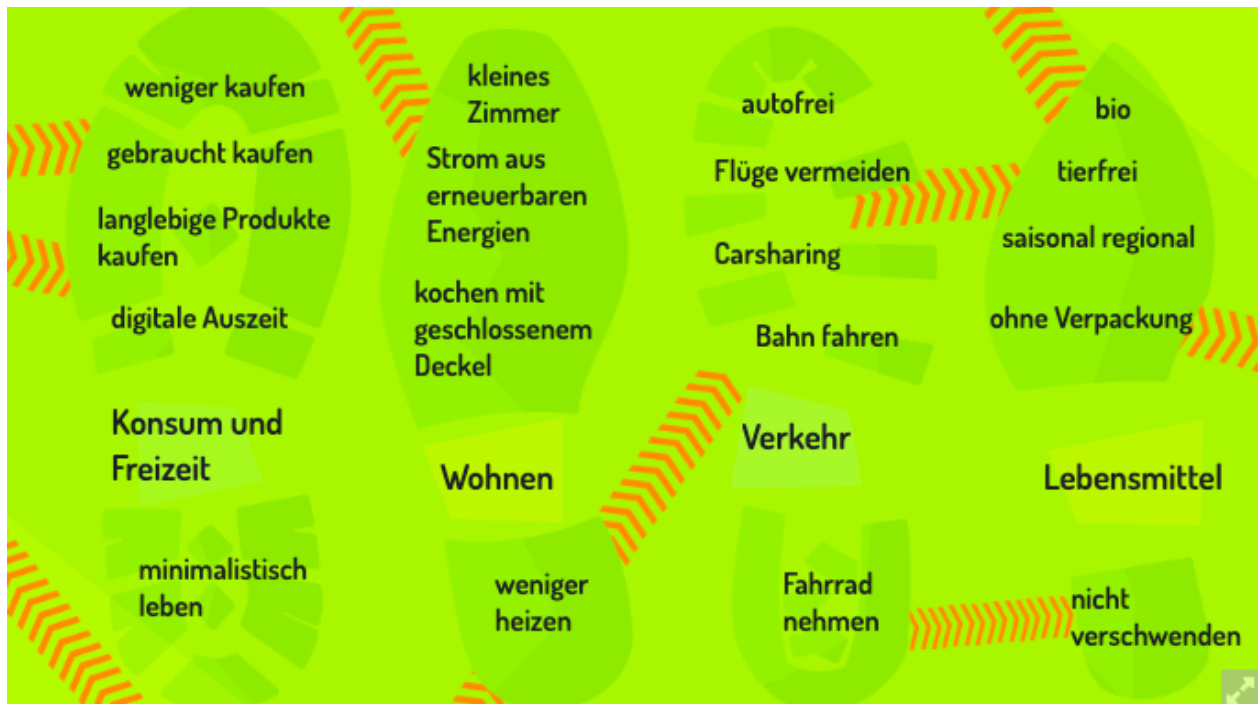 weniger kaufen
gebraucht kaufen
langlebige Produkte
kaufen
digitale Auszeit
Konsum und
Freizeit
minimalistisch
leben
kleines
Zimmer
Strom aus
erneuerbaren
Energien
kochen mit
geschlossenem
Deckel
Wohnen
weniger
heizen
autofrei
Flüge vermeiden
Carsharing
Bahn fahren
Verkehr
Fahrrad
nehmen
bio
tierfrei
saisonal regional
ohne Verpackung
Lebensmittel
nicht
verschwenden